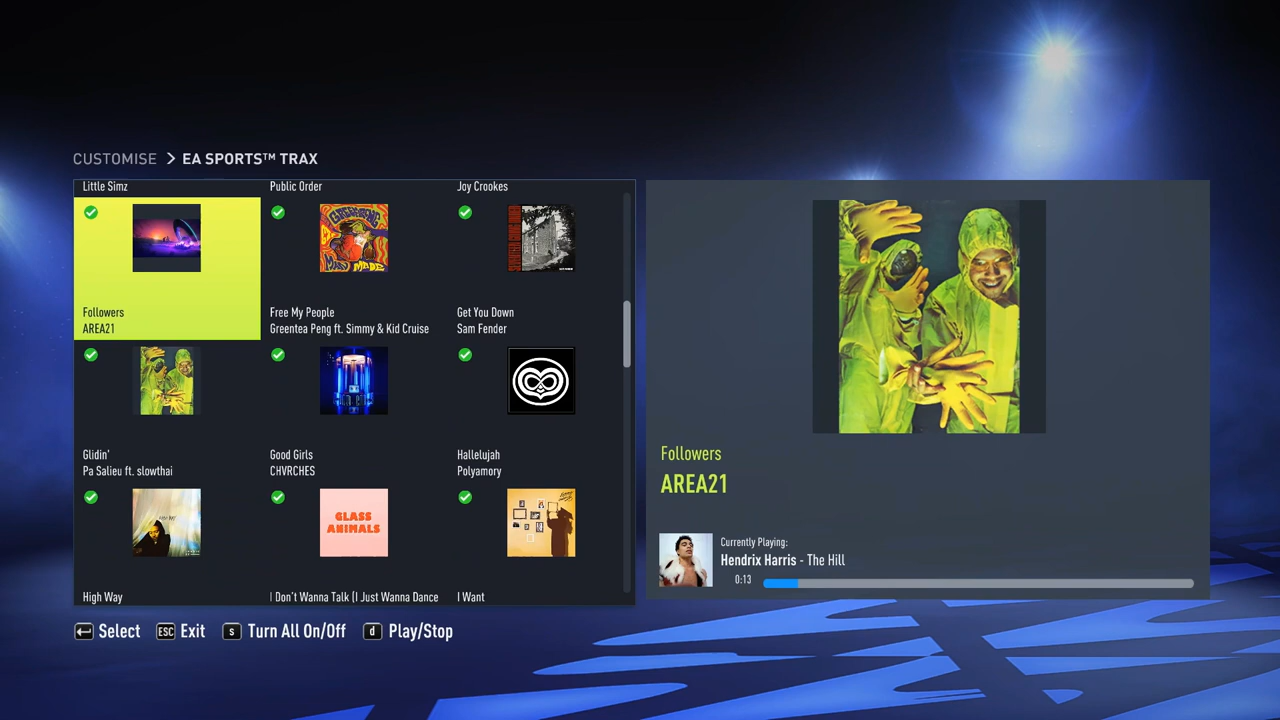 CUSTOMISE > EA SPORTS™ TRAX
Little Simz
Public Order
Joy Crookes
Followers
AREA21
Free My People
Greentea Peng ft. Simmy & Kid Cruise
Get You Down
Sam Fender
Glidin'
Pa Salieu ft. slowthai
Good Girls
CHVRCHES
Hallelujah
Polyamory
GLASS
ANIMALS
High Way
I Don't Wanna Talk (I Just Wanna Dance
I Want
Followers
AREA21
Currently Playing:
Hendrix Harris - The Hill
0:13
Select
ESC Exit
s Turn All On/Off
d Play/Stop